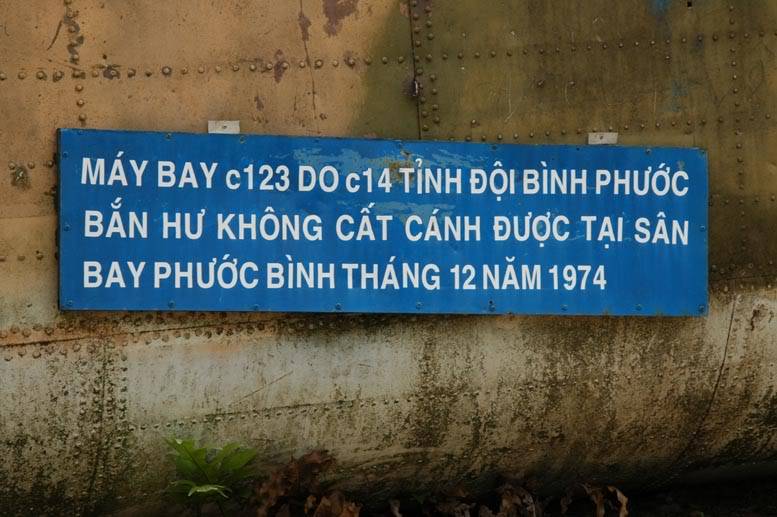 MÁY BAY c123 DO c14 TỈNH ĐỘI BÌNH PHƯỚC
BẮN HƯ KHÔNG CẤT CÁNH ĐƯỢC TẠI SÂN
BAY PHƯỚC BÌNH THÁNG 12 NĂM 1974